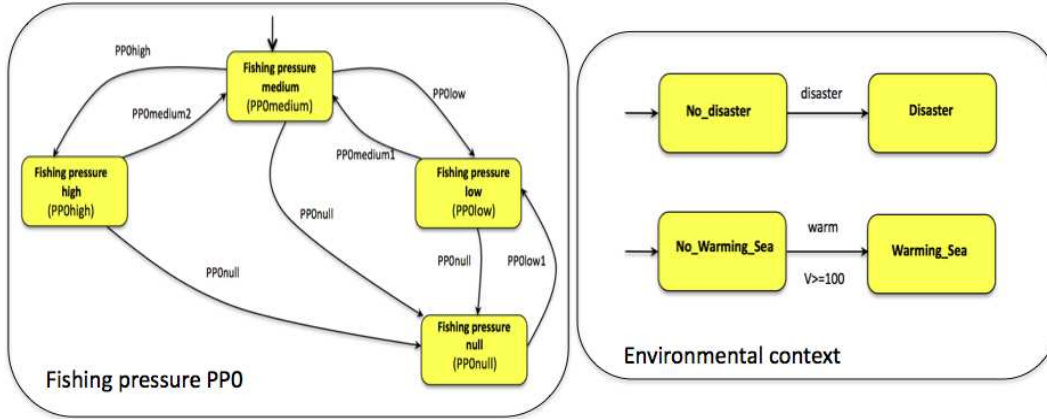 PP0high
Fishing pressure
medium
(PP0medium)
PP0low
PP0medium2
PP0medium1
Fishing pressure
high
(PP0high)
Fishing pressure
low
(PP0low)
PP0null
PP0null
PP0low1
PP0null
Fishing pressure
null
(PP0null)
Fishing pressure PP0
No_disaster
disaster
Disaster
No_Warming_Sea
warm
V>=100
Warming_Sea
Environmental context